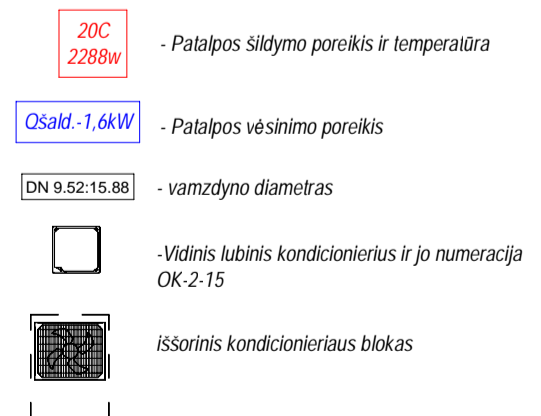 20C
2288w
- Patalpos šildymo poreikis ir temperatūra
Qšald.-1,6kW
- Patalpos vėsinimo poreikis
DN 9.52:15.88
- vamzdyno diametras
-Vidinis lubinis kondicionierius ir jo numeracija
OK-2-15
iššorinis kondicionieriaus blokas